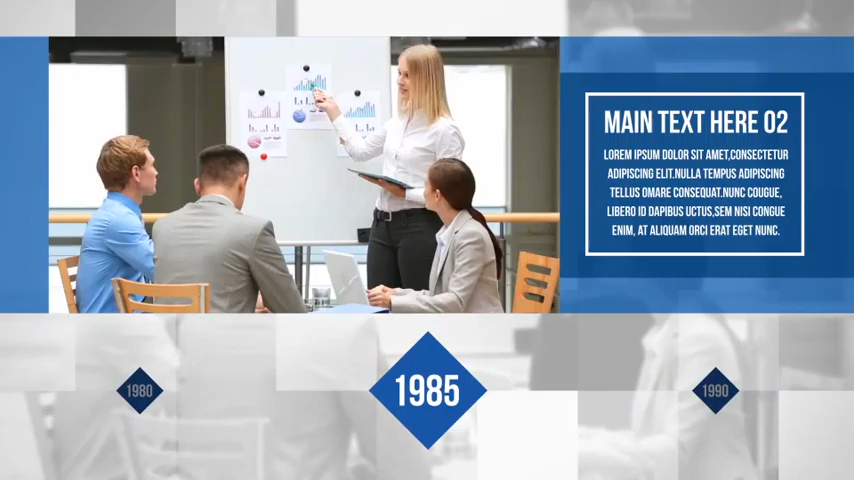 MAIN TEXT HERE 02
LOREM IPSUM DOLOR SIT AMET,CONSECTETUR
ADIPISCING ELIT.NULLA TEMPUS ADIPISCING
TELLUS OMARE CONSEQUAT.NUNC COUGUE,
LIBERO ID DAPIBUS UCTUS,SEM NISI CONGUE
ENIM, AT ALIQUAM ORCI ERAT EGET NUNC.
1980
1985
1990